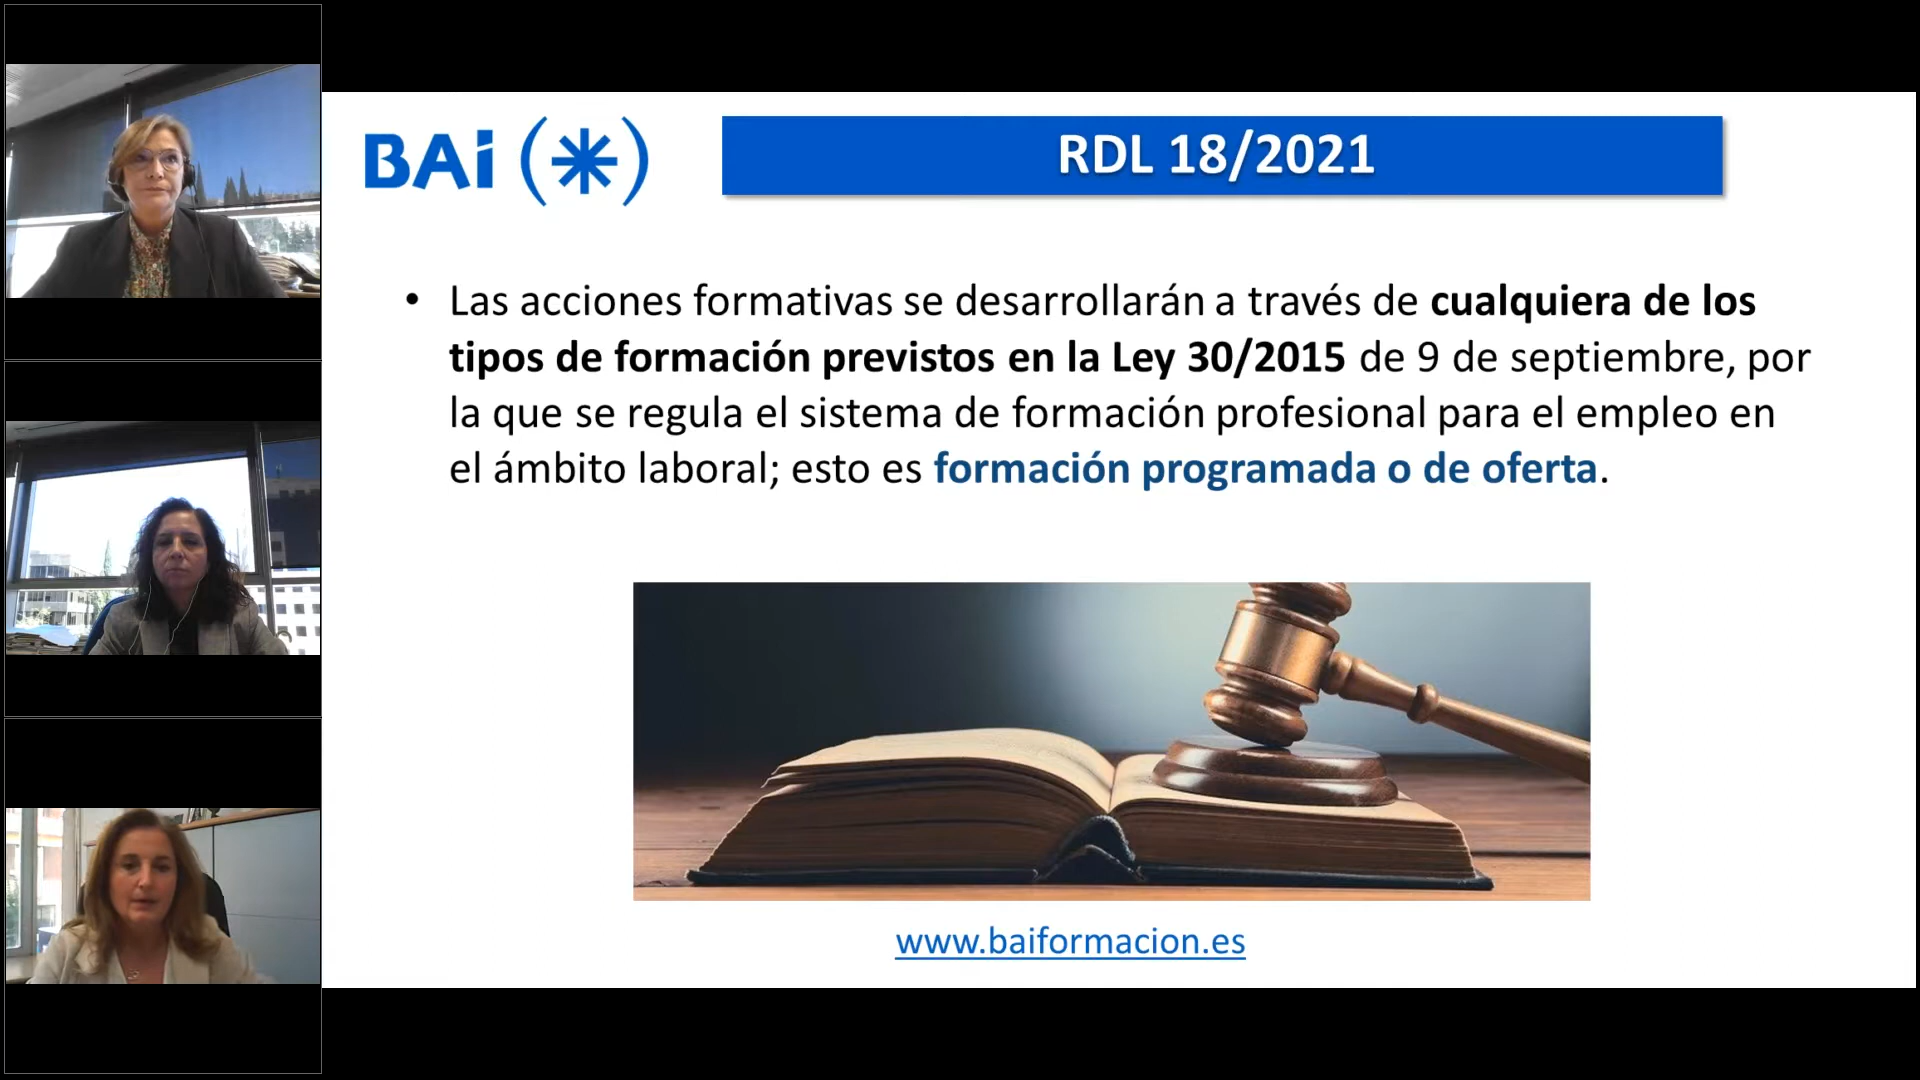 BAi (*)
RDL 18/2021
• Las acciones formativas se desarrollarán a través de cualquiera de los
tipos de formación previstos en la Ley 30/2015 de 9 de septiembre, por
la que se regula el sistema de formación profesional para el empleo en
el ámbito laboral; esto es formación programada o de oferta.
www.baiformacion.es